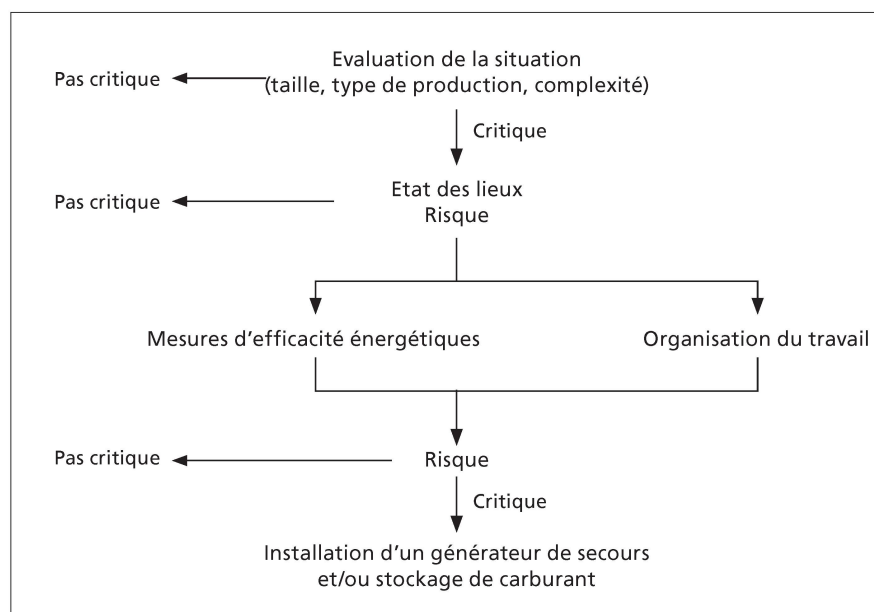 Evaluation de la situation
(taille, type de production, complexité)
Pas critique
Critique
Etat des lieux
Risque
Pas critique
Mesures d'efficacité énergétiques
Organisation du travail
Risque
Pas critique
Critique
Installation d'un générateur de secours
et/ou stockage de carburant